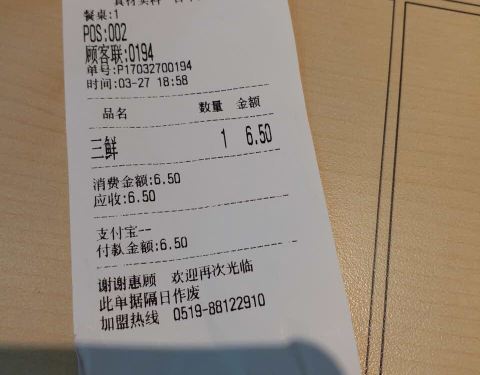 餐桌:1
POS:002
顾客联:0194
单号:P17032700194
时间:03-27 18:58
品名 数量 金额
三鲜 1 6.50
消费金额:6.50
应收:6.50
支付宝--
付款金额:6.50
谢谢惠顾 欢迎再次光临
此单据隔日作废
加盟热线 0519-88122910